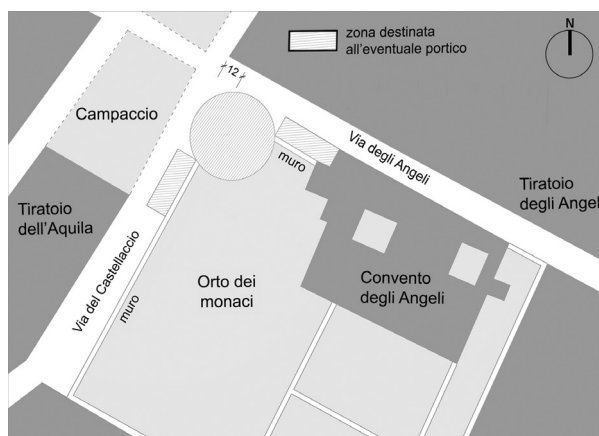 zona destinata
all'eventuale portico
N
12
Campaccio
muro
Via degli Angeli
Tiratoio
degli Angel
Tiratoio
dell'Aquila
Via del Castellaccio
muro
Orto dei
monaci
Convento
degli Angeli